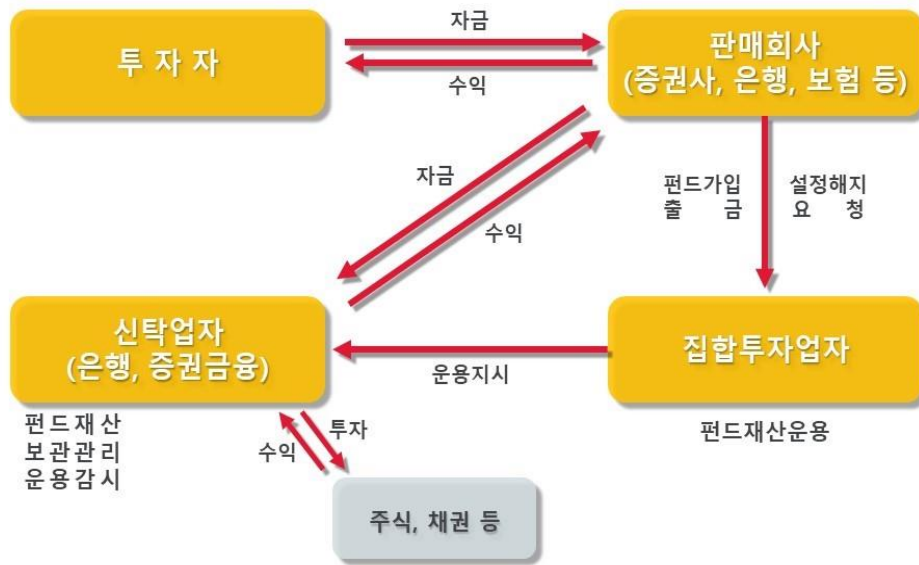 자금
투 자 자
판매회사
(증권사, 은행, 보험 등)
수익
자금
펀드가입 설정해지
출 금 요 청
수익
신탁업자
(은행, 증권금융)
집합투자업자
운용지시
펀드재산
보관관리
운용감시
투자
수익
펀드재산운용
주식, 채권 등